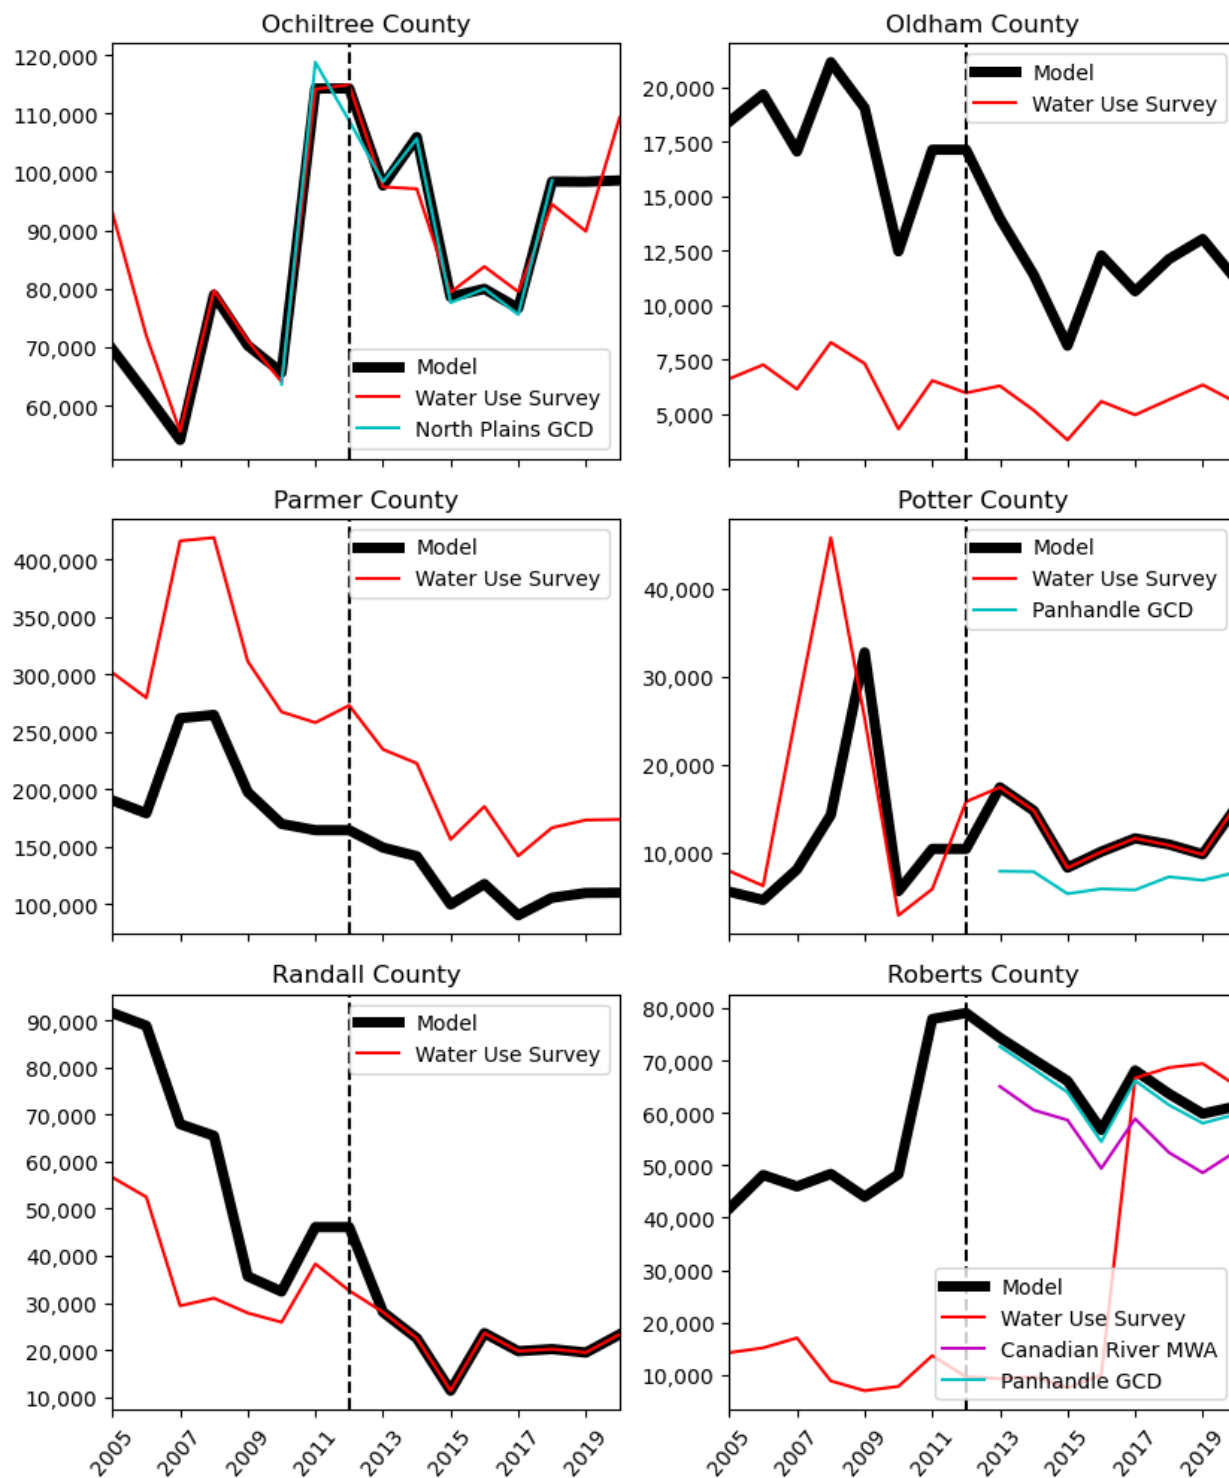 Ochiltree County
120,000
110,000
100,000
90,000
80,000
70,000
60,000
Model
Water Use Survey
North Plains GCD
Oldham County
20,000
17,500
15,000
12,500
10,000
7,500
5,000
Model
Water Use Survey
Parmer County
400,000
350,000
300,000
250,000
200,000
150,000
100,000
Model
Water Use Survey
Potter County
40,000
30,000
20,000
10,000
Model
Water Use Survey
Panhandle GCD
Randall County
90,000
80,000
70,000
60,000
50,000
40,000
30,000
20,000
10,000
Model
Water Use Survey
2005 2007 2009 2011 2013 2015 2017 2019
Roberts County
80,000
70,000
60,000
50,000
40,000
30,000
20,000
10,000
Model
Water Use Survey
Canadian River MWA
Panhandle GCD
2005 2007 2009 2011 2013 2015 2017 2019